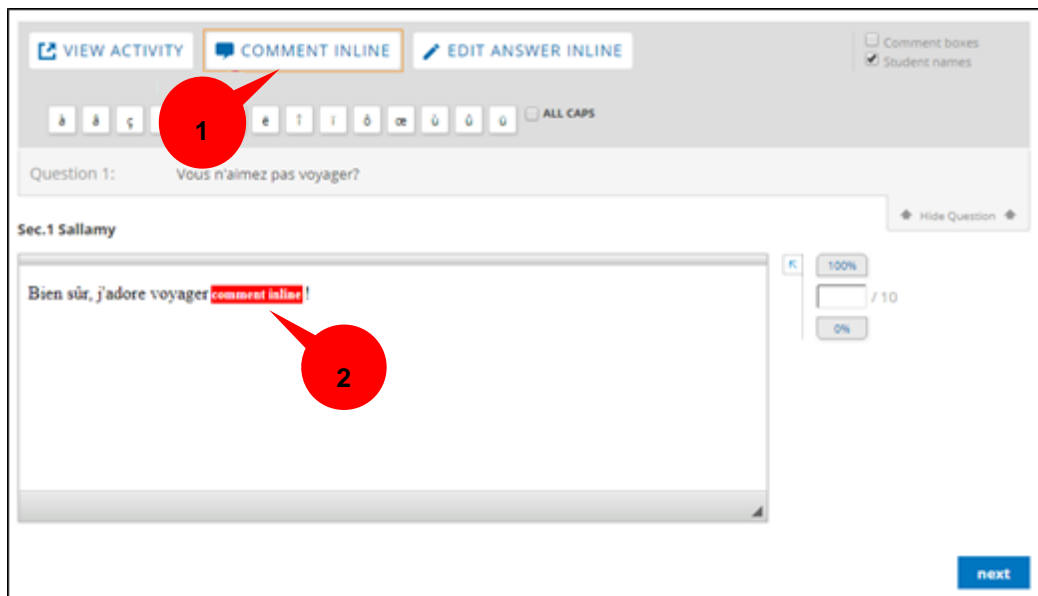 VIEW ACTIVITY COMMENT INLINE EDIT ANSWER INLINE
Comment boxes
Student names
à â ç ë î ï ô œ ù û ü ALL CAPS
1
Question 1: Vous n'aimez pas voyager?
Hide Question
Sec.1 Sallamy
Bien sûr, j'adore voyager comment inline !
100%
/ 10
0%
2
next